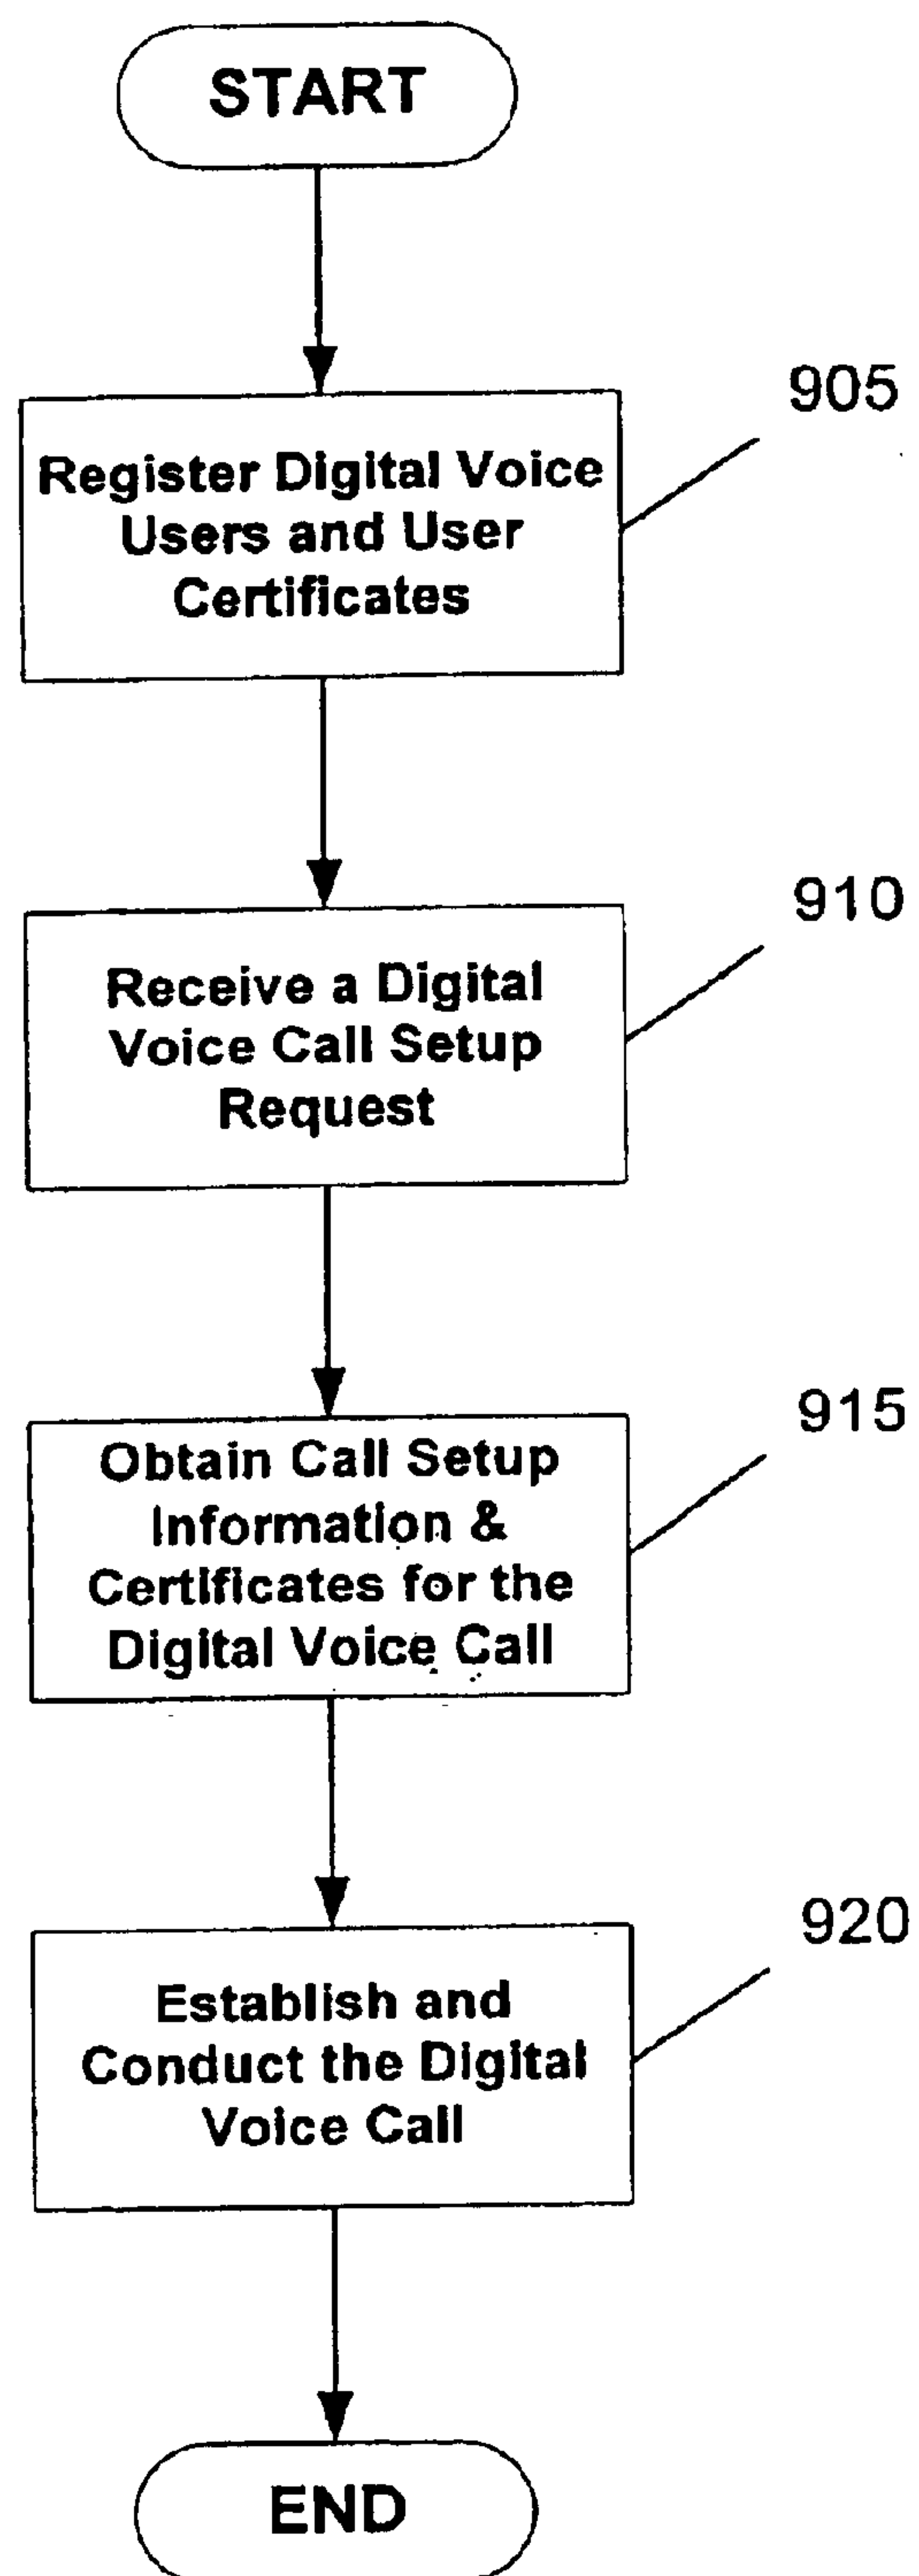 START
905
Register Digital Voice
Users and User
Certificates
910
Receive a Digital
Voice Call Setup
Request
915
Obtain Call Setup
Information &
Certificates for the
Digital Voice Call
920
Establish and
Conduct the Digital
Voice Call
END